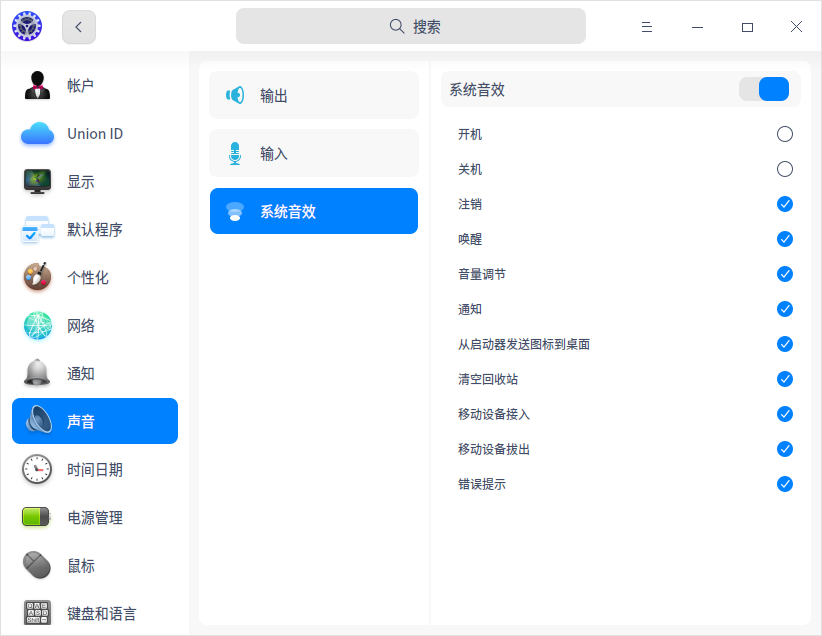 搜索
帐户
Union ID
显示
默认程序
个性化
网络
通知
声音
时间日期
电源管理
鼠标
键盘和语言
输出
输入
系统音效
系统音效
开机
关机
注销
唤醒
音量调节
通知
从启动器发送图标到桌面
清空回收站
移动设备接入
移动设备拔出
错误提示